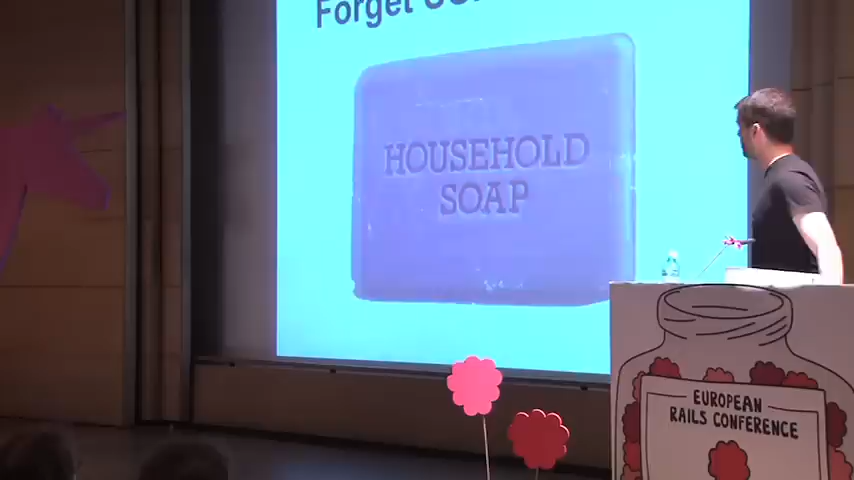 Forget
HOUSEHOLD
SOAP
EUROPEAN
RAILS CONFERENCE